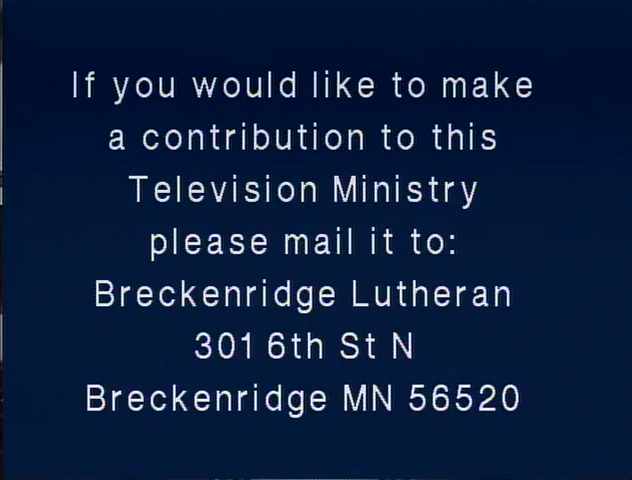 If you would like to make
a contribution to this
Television Ministry
please mail it to:
Breckenridge Lutheran
301 6th St N
Breckenridge MN 56520